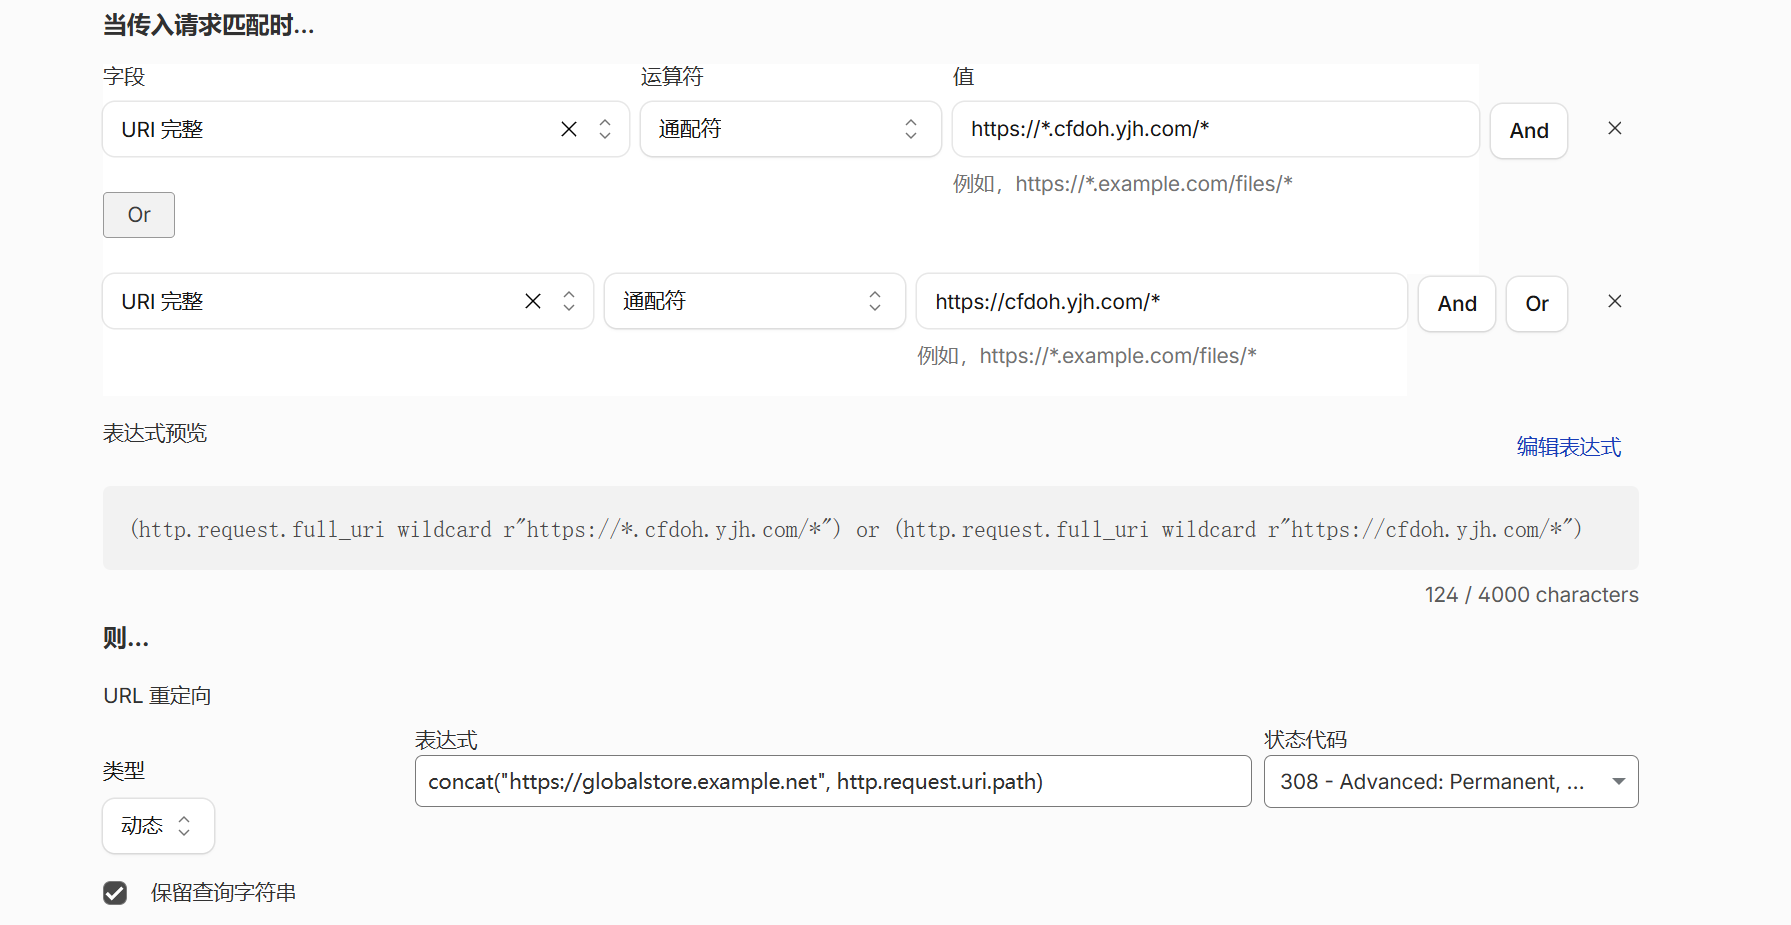 当传入请求匹配时...
字段 运算符 值
URI 完整 通配符 https://*.cfdoh.yjh.com/* And
例如，https://*.example.com/files/*
Or
URI 完整 通配符 https://cfdoh.yjh.com/* And Or
例如，https://*.example.com/files/*
表达式预览
编辑表达式
(http.request.full_uri wildcard r"https://*.cfdoh.yjh.com/*") or (http.request.full_uri wildcard r"https://cfdoh.yjh.com/*")
124 / 4000 characters
则...
URL 重定向
表达式 状态代码
类型
concat("https://globalstore.example.net", http.request.uri.path) 308 - Advanced: Permanent, ...
动态
保留查询字符串